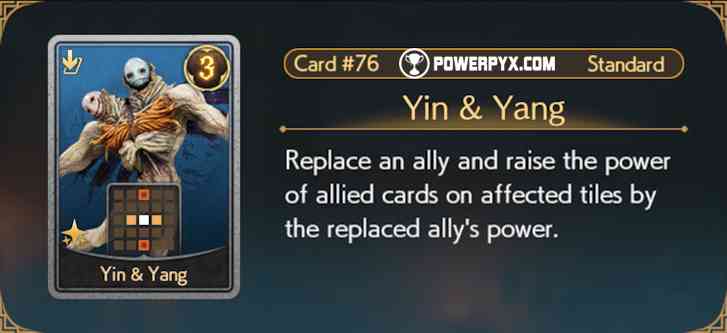 3
Yin & Yang
Card #76 POWERPYX.COM Standard
Yin & Yang
Replace an ally and raise the power
of allied cards on affected tiles by
the replaced ally's power.